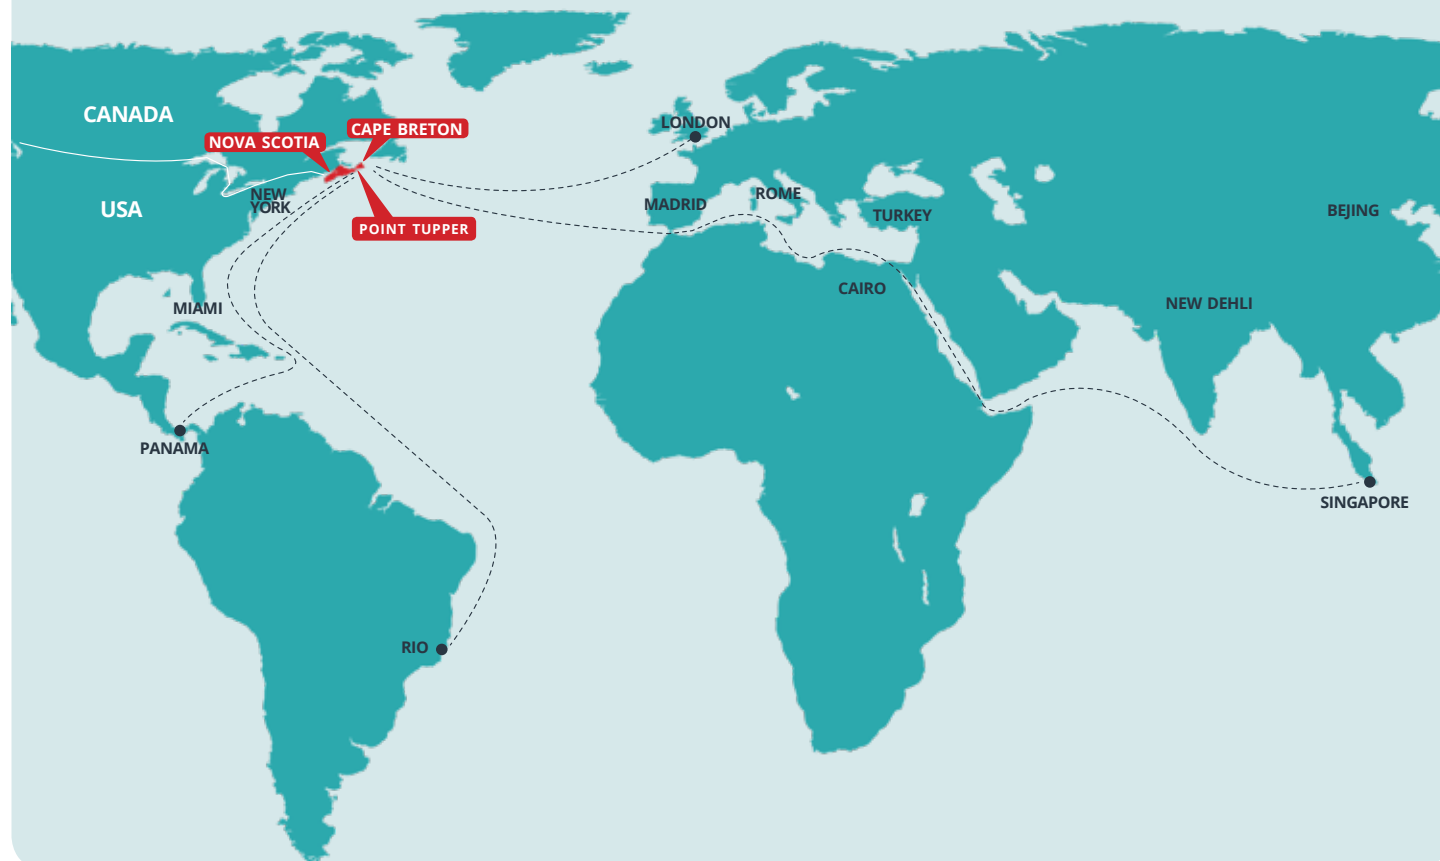 CANADA
LONDON
CAPE BRETON
NOVA SCOTIA
NEW
YORK
MADRID
ROME
USA
TURKEY
BEJING
POINT TUPPER
CAIRO
MIAMI
NEW DEHLI
PANAMA
SINGAPORE
RIO